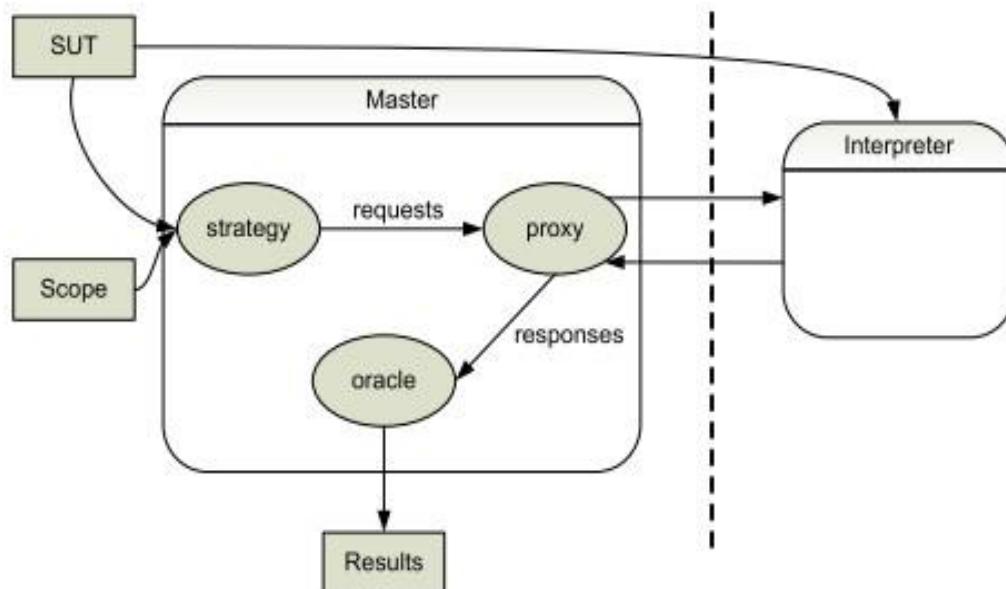 SUT
Master
Interpreter
strategy
requests
proxy
Scope
responses
oracle
Results